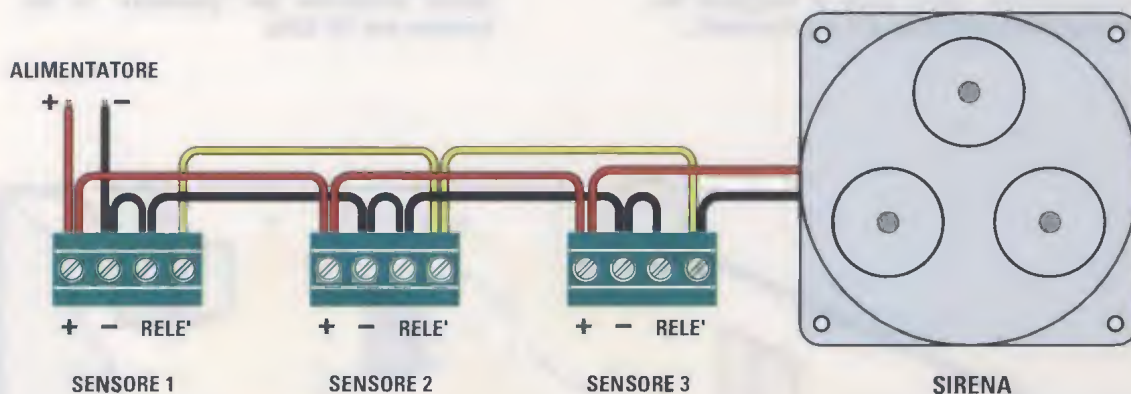 ALIMENTATORE
+ −
+ − RELE'
+ − RELE'
+ − RELE'
SENSORE 1
SENSORE 2
SENSORE 3
SIRENA